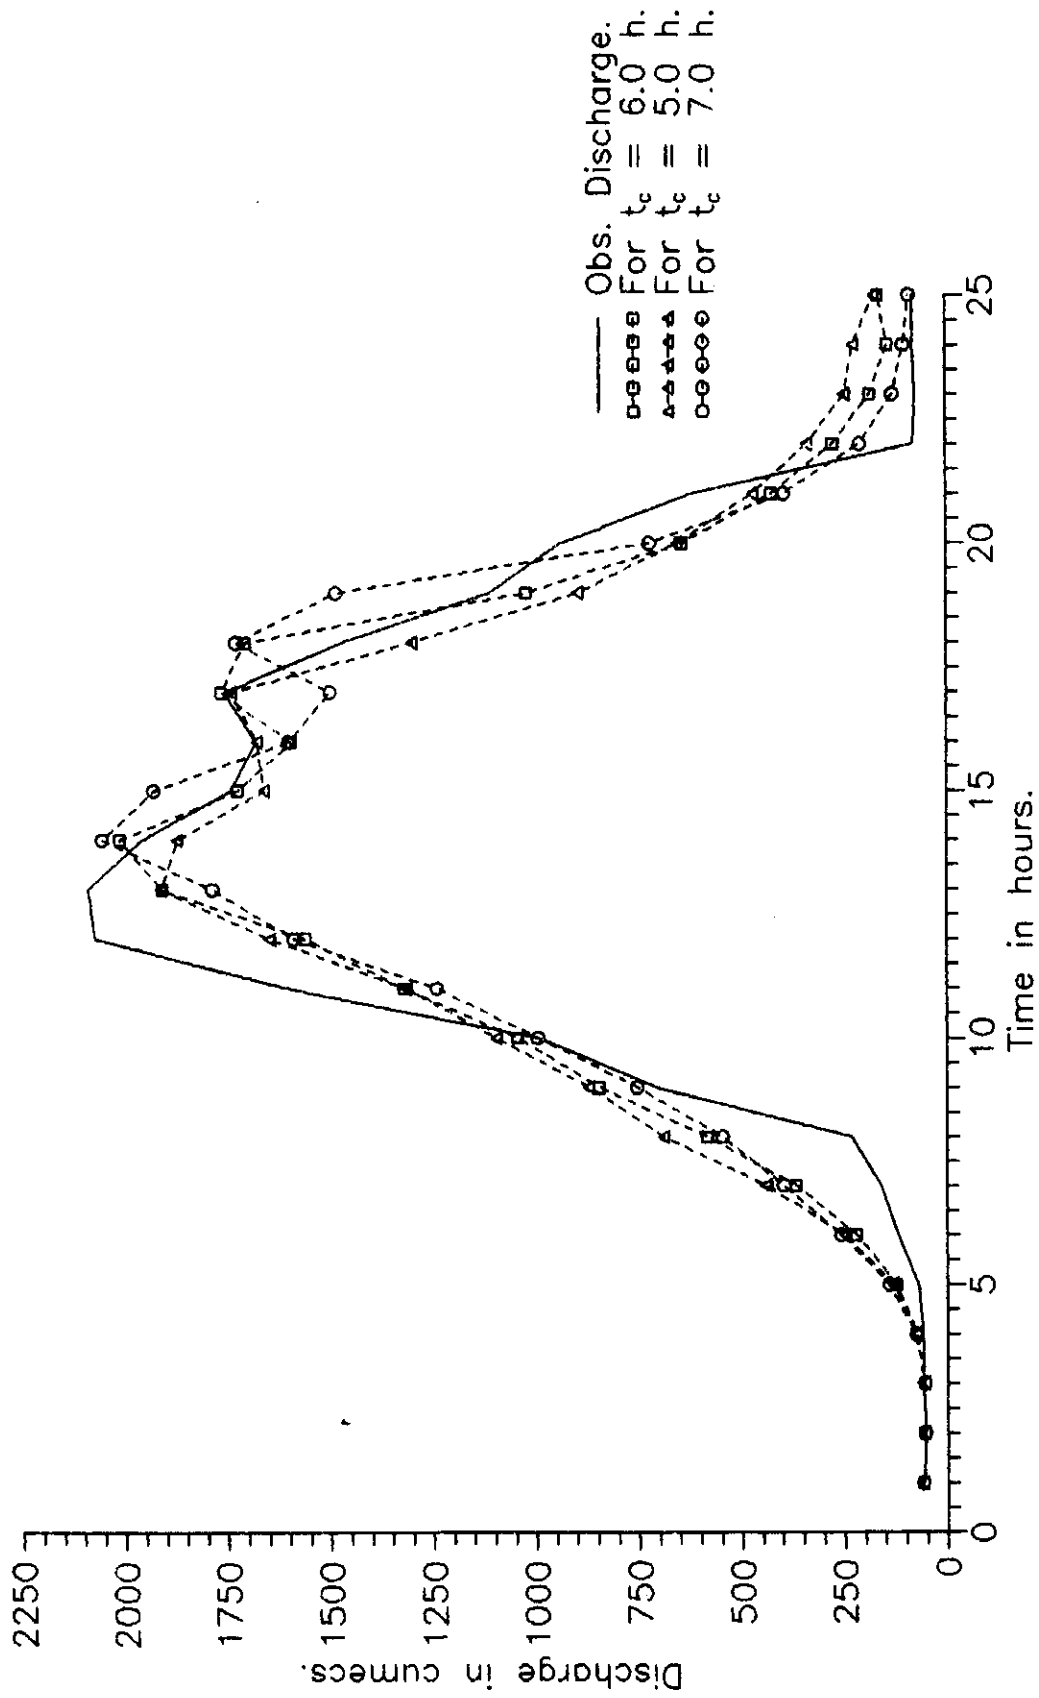 2250
2000
1750
1500
1250
1000
750
500
250
0
Discharge in cumecs.
0
5
10
15
20
25
Time in hours.
Obs. Discharge.
For tc = 6.0 h.
For tc = 5.0 h.
For tc = 7.0 h.